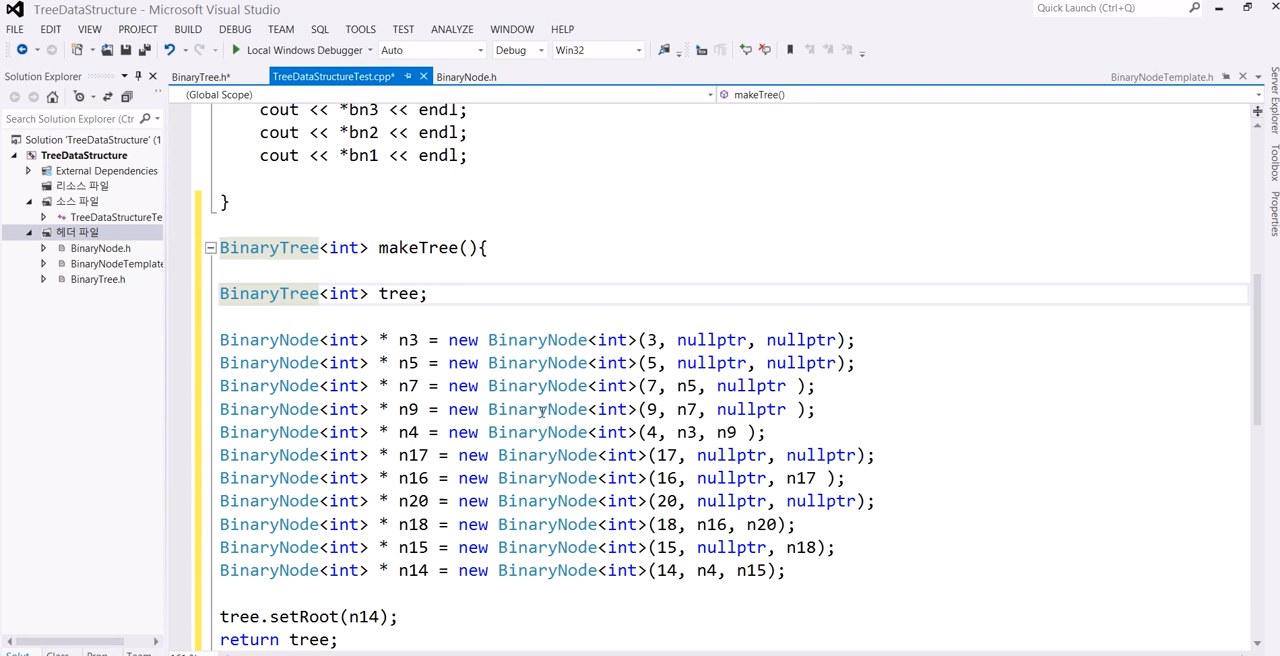 TreeDataStructure - Microsoft Visual Studio
Quick Launch (Ctrl+Q)
FILE EDIT VIEW PROJECT BUILD DEBUG TEAM SQL TOOLS TEST ANALYZE WINDOW HELP
Local Windows Debugger Auto Debug Win32
Solution Explorer
BinaryTree.h* TreeDataStructureTest.cpp* BinaryNode.h BinaryNodeTemplate.h
(Global Scope) makeTree()
Search Solution Explorer (Ctr
Solution 'TreeDataStructure' (1
TreeDataStructure
External Dependencies
리소스 파일
소스 파일
TreeDataStructureTe
헤더 파일
BinaryNode.h
BinaryNodeTemplate
BinaryTree.h
cout << *bn3 << endl;
cout << *bn2 << endl;
cout << *bn1 << endl;
}
BinaryTree<int> makeTree(){
BinaryTree<int> tree;
BinaryNode<int> * n3 = new BinaryNode<int>(3, nullptr, nullptr);
BinaryNode<int> * n5 = new BinaryNode<int>(5, nullptr, nullptr);
BinaryNode<int> * n7 = new BinaryNode<int>(7, n5, nullptr );
BinaryNode<int> * n9 = new BinaryNode<int>(9, n7, nullptr );
BinaryNode<int> * n4 = new BinaryNode<int>(4, n3, n9 );
BinaryNode<int> * n17 = new BinaryNode<int>(17, nullptr, nullptr);
BinaryNode<int> * n16 = new BinaryNode<int>(16, nullptr, n17 );
BinaryNode<int> * n20 = new BinaryNode<int>(20, nullptr, nullptr);
BinaryNode<int> * n18 = new BinaryNode<int>(18, n16, n20);
BinaryNode<int> * n15 = new BinaryNode<int>(15, nullptr, n18);
BinaryNode<int> * n14 = new BinaryNode<int>(14, n4, n15);
tree.setRoot(n14);
return tree;
Server Explorer
Toolbox
Properties